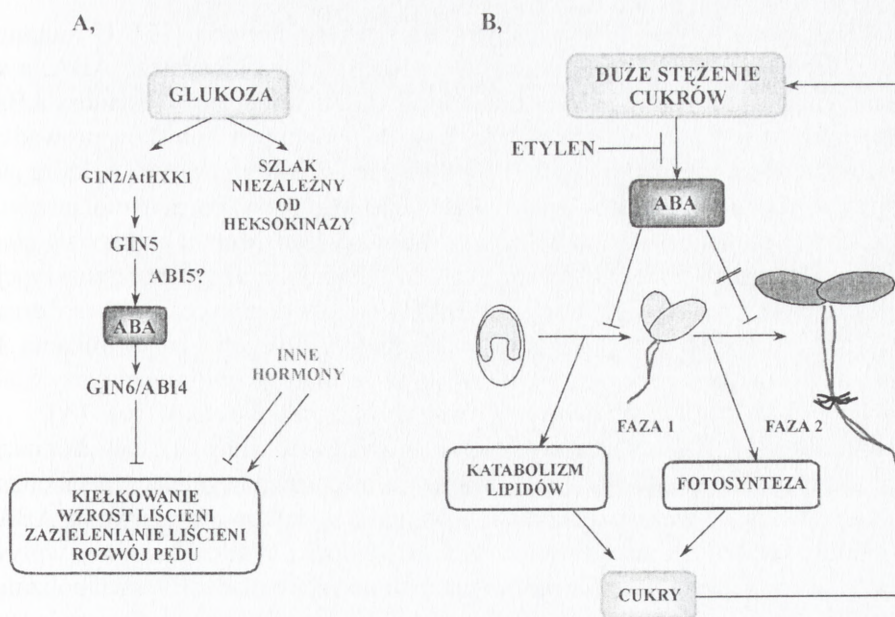 A,
GLUKOZA
GIN2/AtHXK1
SZLAK
NIEZALEŻNY
OD
HEKSOKINAZY
GIN5
ABI5?
ABA
GIN6/ABI4
INNE
HORMONY
KIEŁKOWANIE
WZROST LIŚCIENI
ZAZIELENIANIE LIŚCIENI
ROZWÓJ PĘDU
B,
DUŻE STĘŻENIE
CUKRÓW
ETYLEN
ABA
FAZA 1
FAZA 2
KATABOLIZM
LIPIDÓW
FOTOSYNTEZA
CUKRY